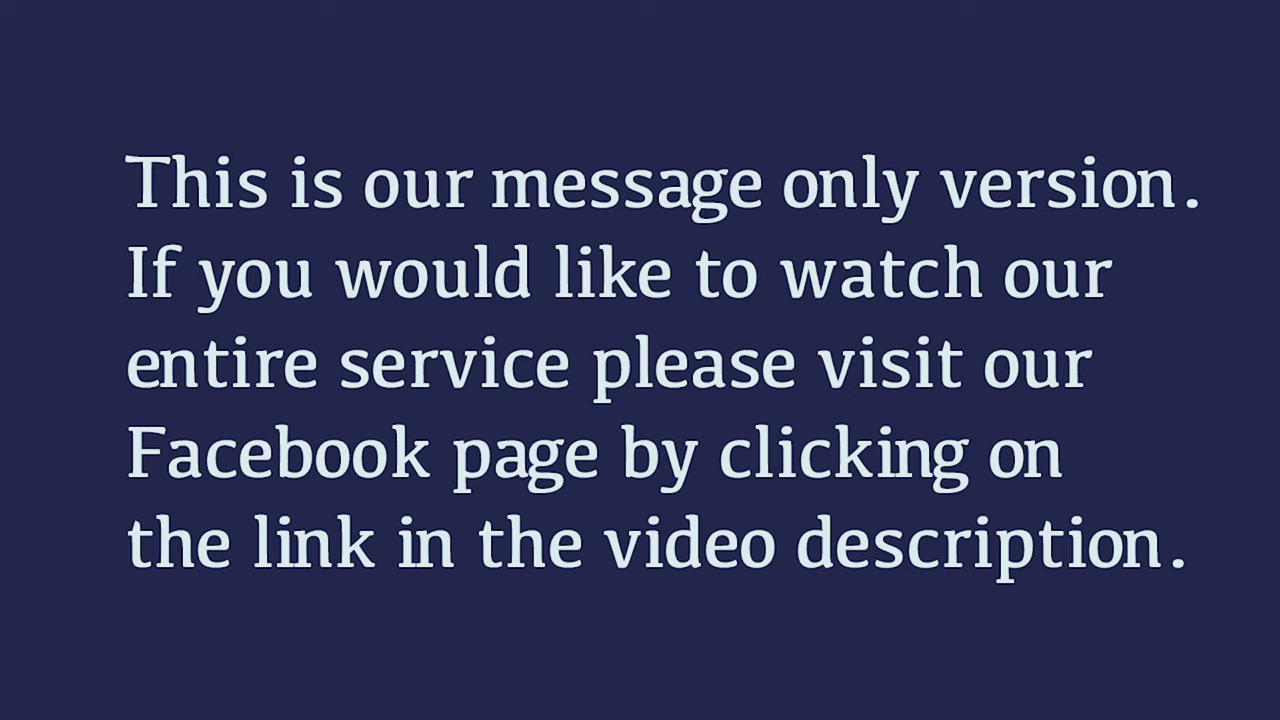 This is our message only version.
If you would like to watch our
entire service please visit our
Facebook page by clicking on
the link in the video description.